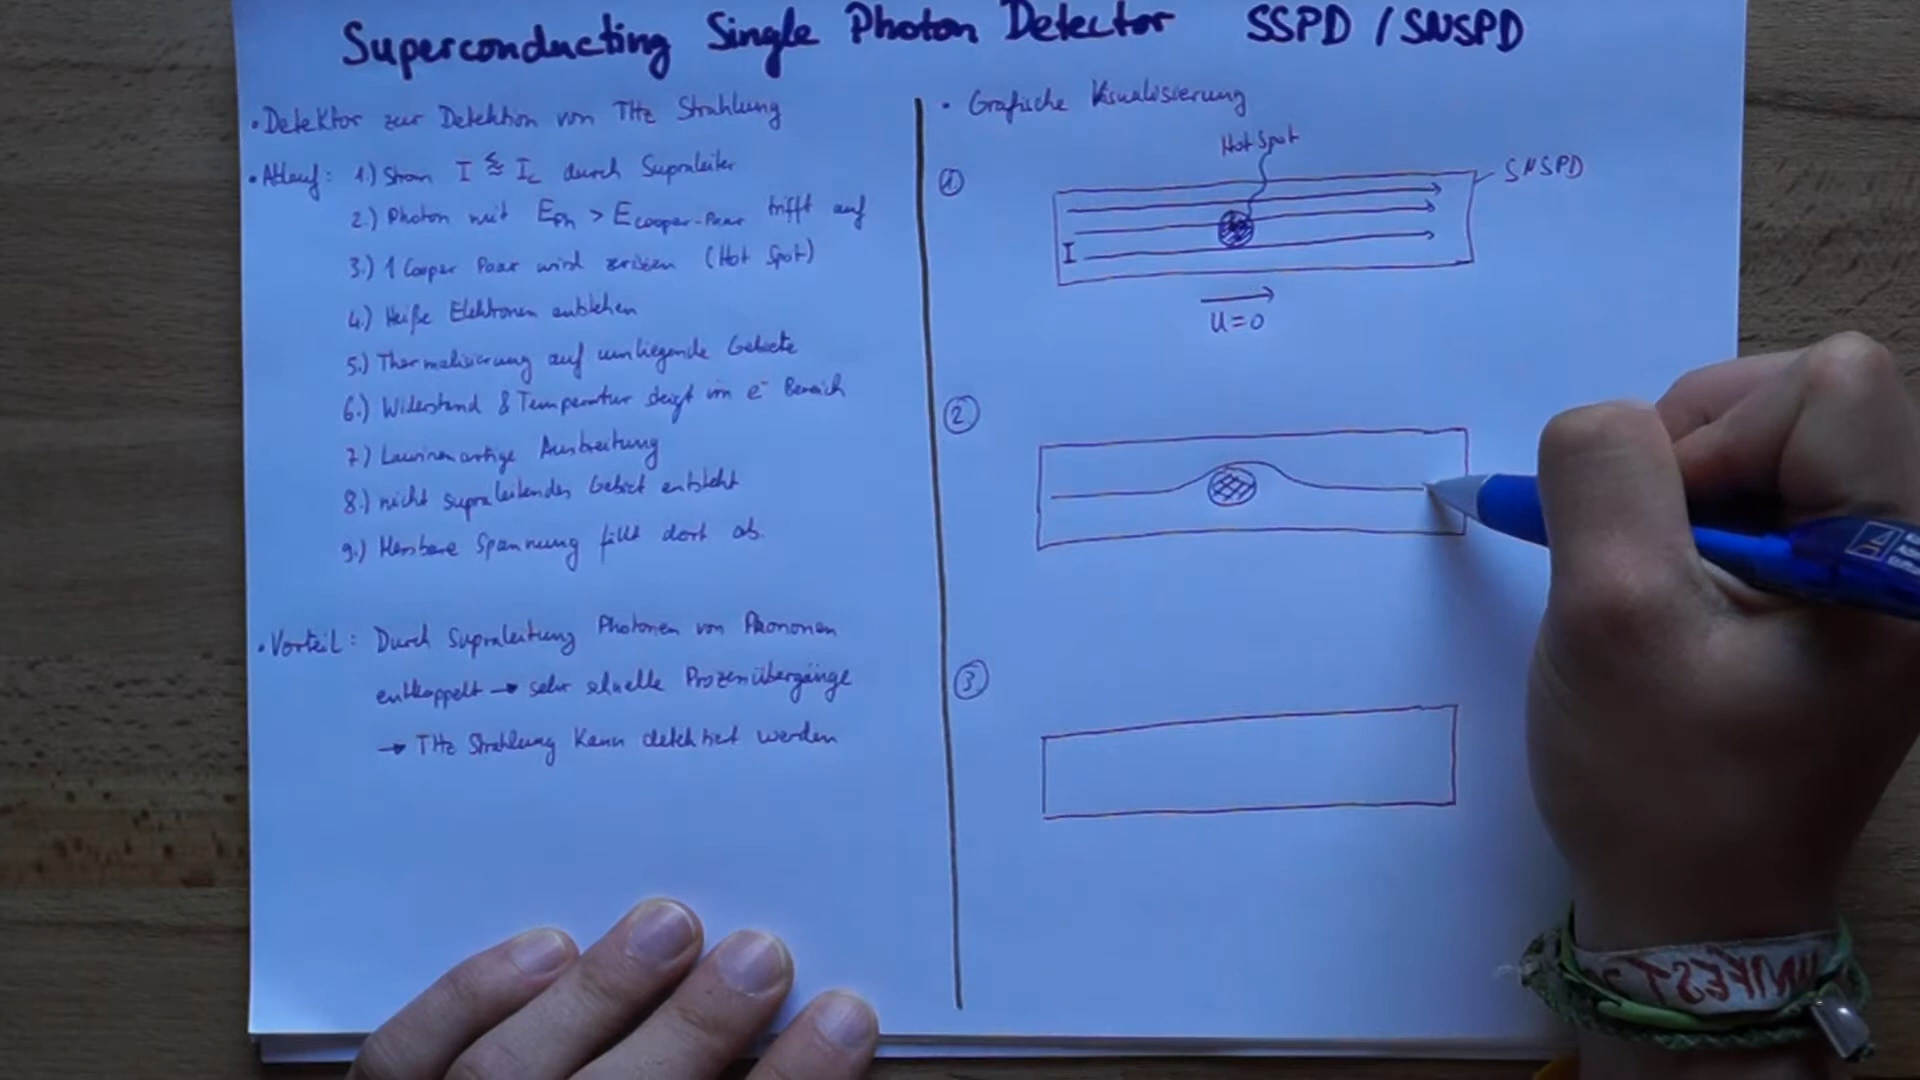 Superconducting Single Photon Detector SSPD / SNSPD
• Detektor zur Detektion von THz Strahlung
• Ablauf: 1.) Strom I ⪅ Ic durch Supraleiter
2.) Photon mit EPh > ECooper-Paar trifft auf
3.) 1 Cooper Paar wird zerissen (Hot Spot)
4.) Heiße Elektronen entstehen
5.) Thermalisierung auf umliegende Gebiete
6.) Widerstand & Temperatur steigt im e⁻ Bereich
7.) Lawinenartige Ausbreitung
8.) nicht supraleitendes Gebiet entsteht
9.) Messbare Spannung fällt dort ab.
• Vorteil: Durch Supraleitung Photonen von Phononen
entkoppelt → sehr schnelle Prozessübergänge
→ THz Strahlung kann detektiert werden
• Grafische Visualisierung
Hot Spot
① SNSPD
I
U=0
②
③
UNIFEST